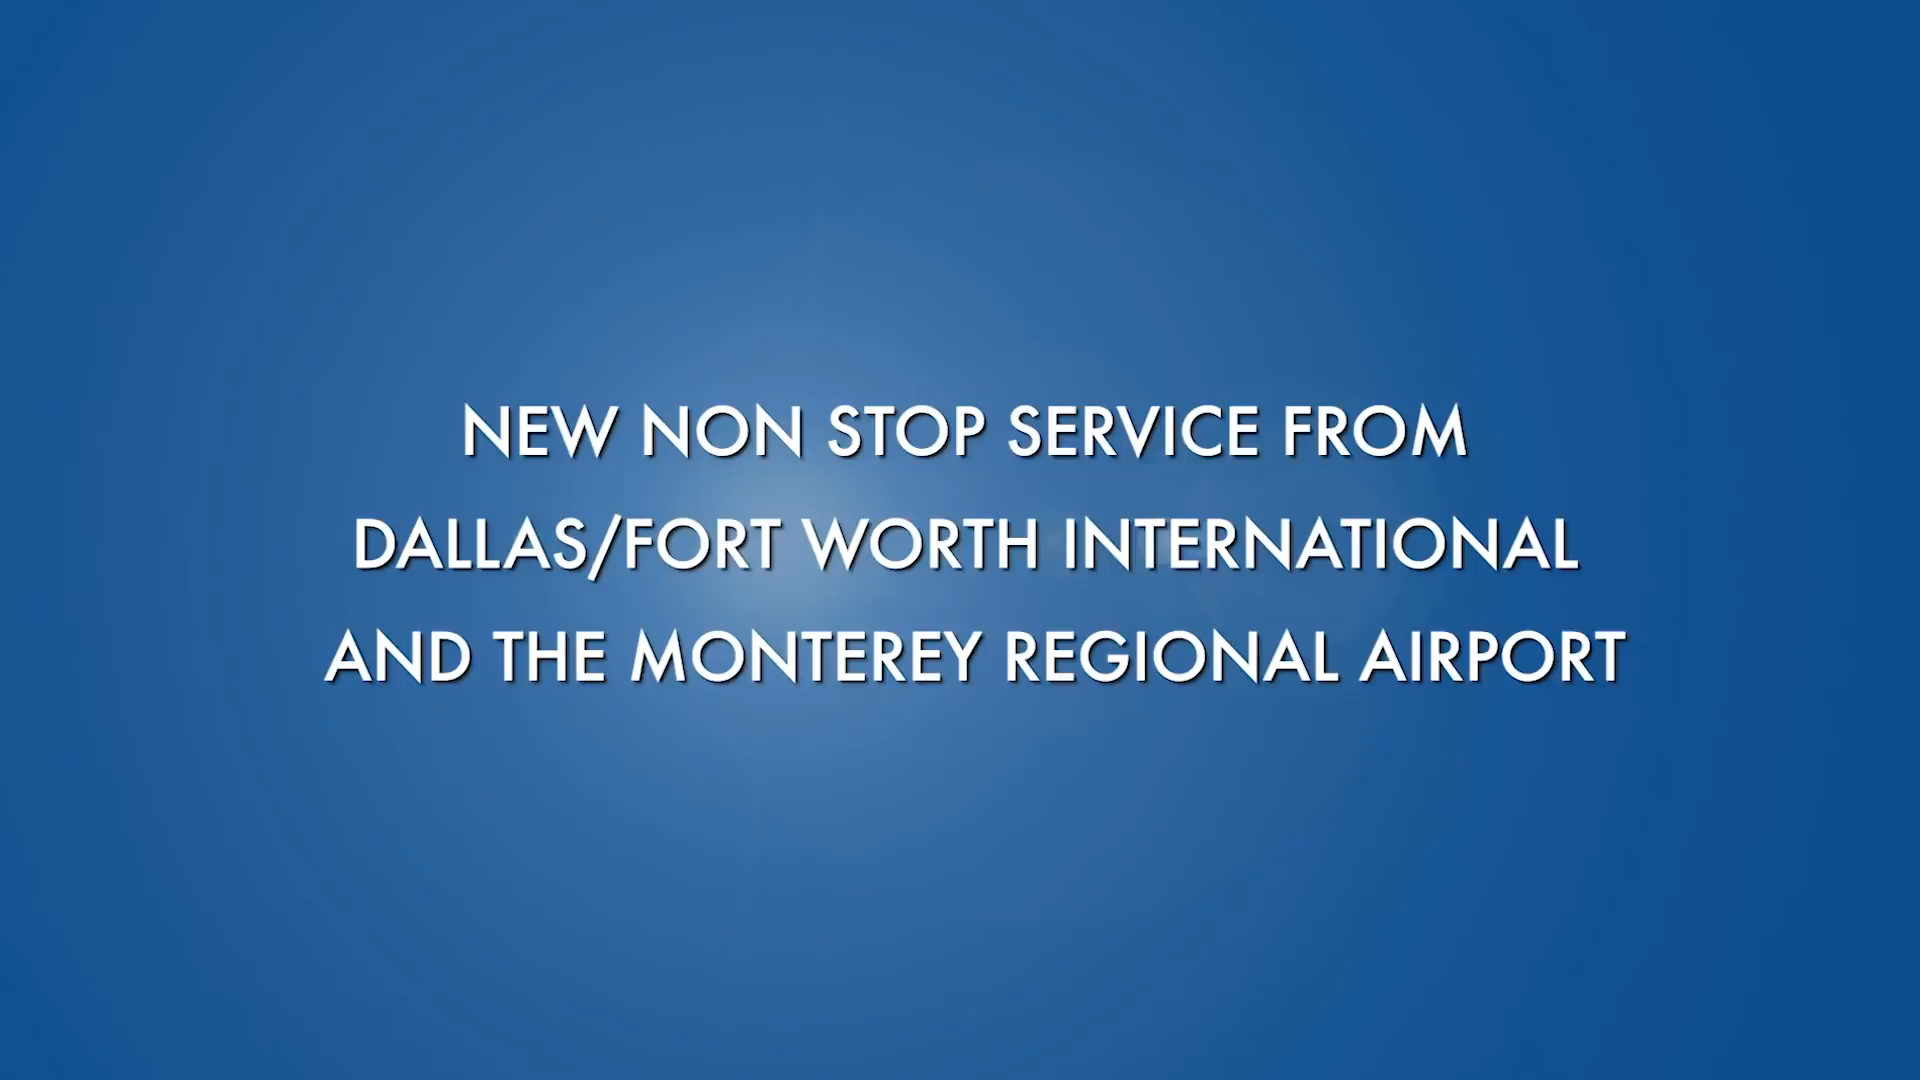 NEW NON STOP SERVICE FROM
DALLAS/FORT WORTH INTERNATIONAL
AND THE MONTEREY REGIONAL AIRPORT